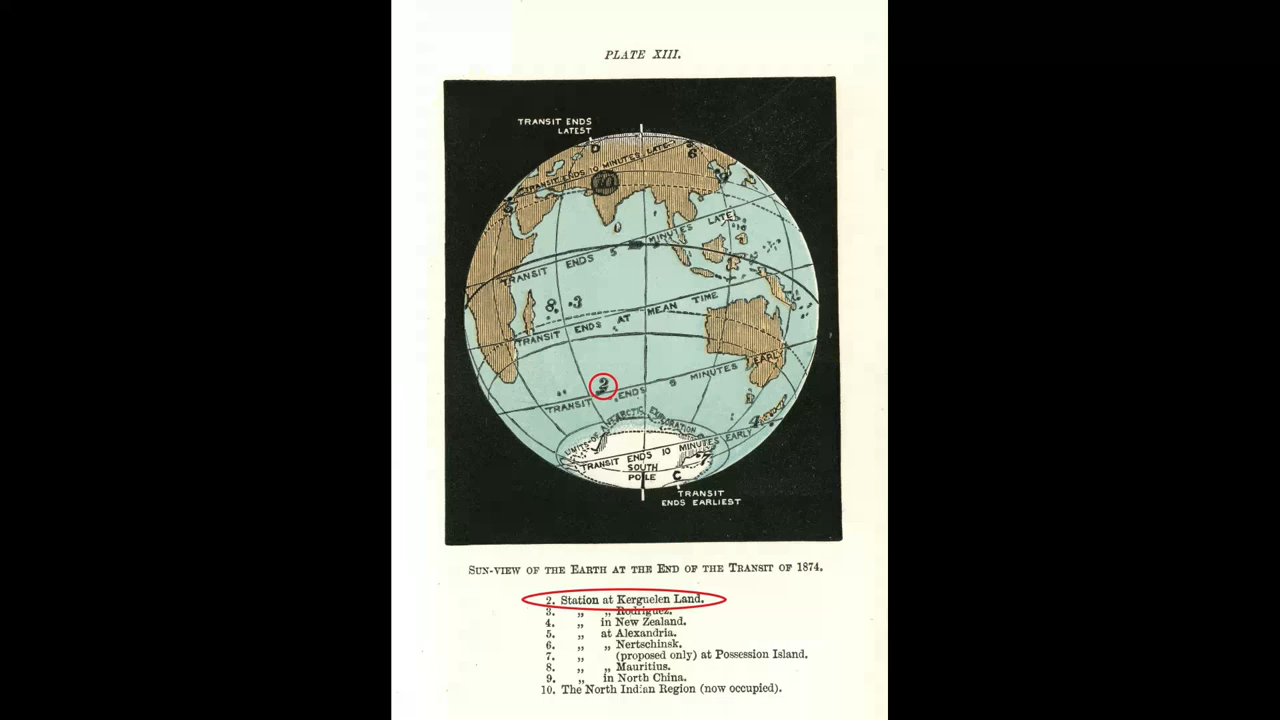 PLATE XIII.
TRANSIT ENDS
LATEST
TRANSIT ENDS 10 MINUTES LATE
6
10
TRANSIT ENDS 5 MINUTES LATE
8. 3
TRANSIT ENDS AT MEAN TIME
2
TRANSIT ENDS 5 MINUTES EARLY
LIMITS OF ANTARCTIC EXPLORATION
4
TRANSIT ENDS 10 MINUTES EARLY
7
SOUTH
POLE
C
TRANSIT
ENDS EARLIEST
SUN-VIEW OF THE EARTH AT THE END OF THE TRANSIT OF 1874.
2. Station at Kerguelen Land.
3. „ „ Rodriguez.
4. „ in New Zealand.
5. „ at Alexandria.
6. „ „ Nertschinsk.
7. „ (proposed only) at Possession Island.
8. „ „ Mauritius.
9. „ in North China.
10. The North Indian Region (now occupied).